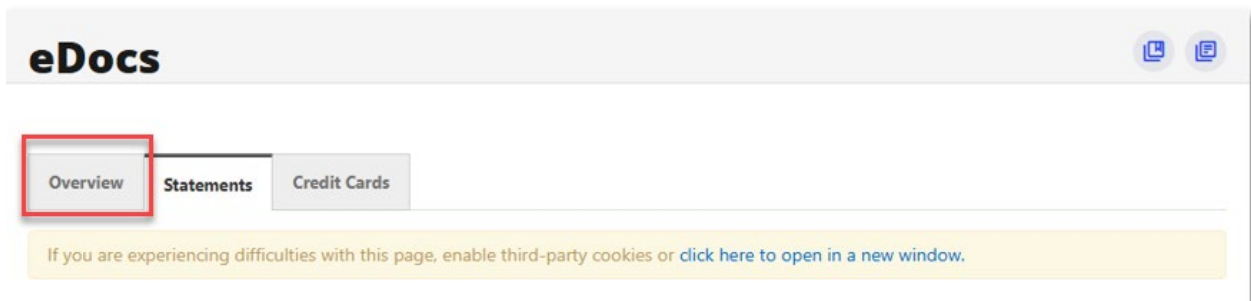 eDocs
Overview Statements Credit Cards
If you are experiencing difficulties with this page, enable third-party cookies or click here to open in a new window.